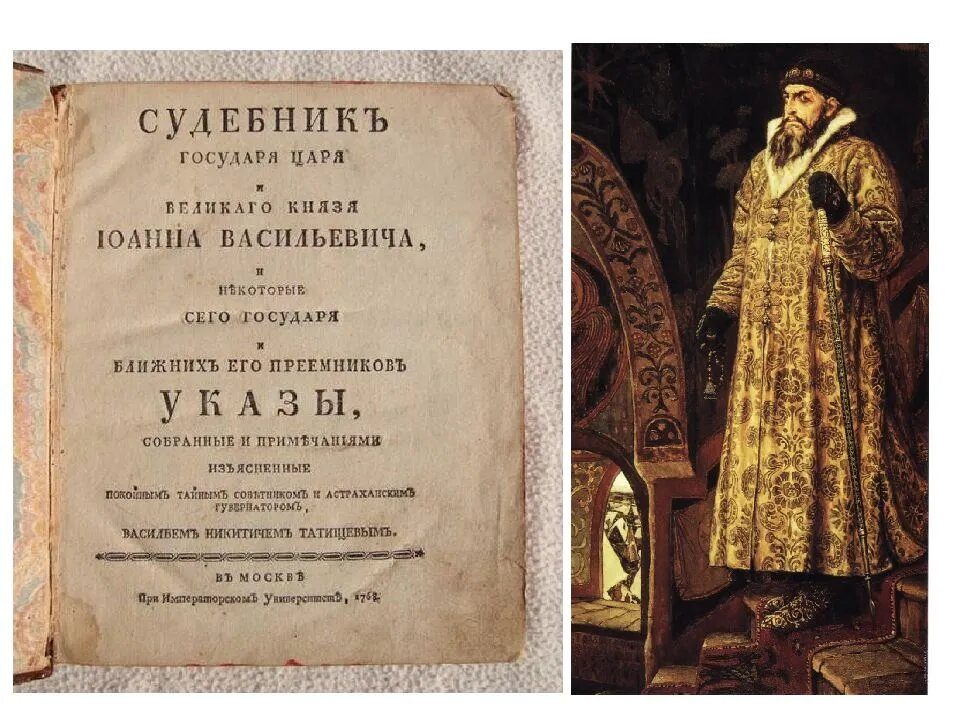 СУДЕБНИКЪ
ГОСУДАРЯ ЦАРЯ
И
ВЕЛИКАГО КНЯЗЯ
IОАННА ВАСИЛЬЕВИЧА,
И
НѢКОТОРЫЕ
СЕГО ГОСУДАРЯ
И
БЛИЖНИХЪ ЕГО ПРЕЕМНИКОВЪ
УКАЗЫ,
СОБРАННЫЕ И ПРИМѢЧАНIЯМИ
ИЗЪЯСНЕННЫЕ
ПОКОЙНЫМЪ ТАЙНЫМЪ СОВѢТНИКОМЪ И АСТРАХАНСКИМЪ
ГУБЕРНАТОРОМЪ,
ВАСИЛЬЕМЪ НИКИТИЧЕМЪ ТАТИЩЕВЫМЪ.
ВЪ МОСКВѢ
При Императорскомъ Университетѣ, 1768.